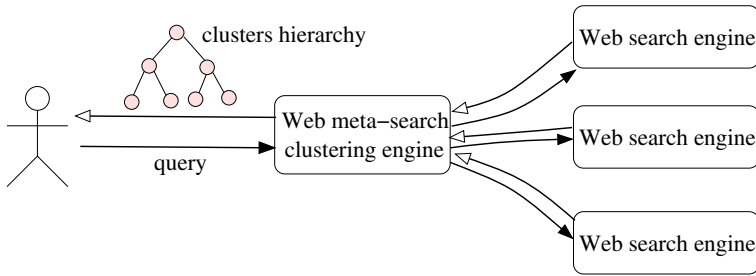 clusters hierarchy
Web search engine
Web meta−search
clustering engine
query
Web search engine
Web search engine